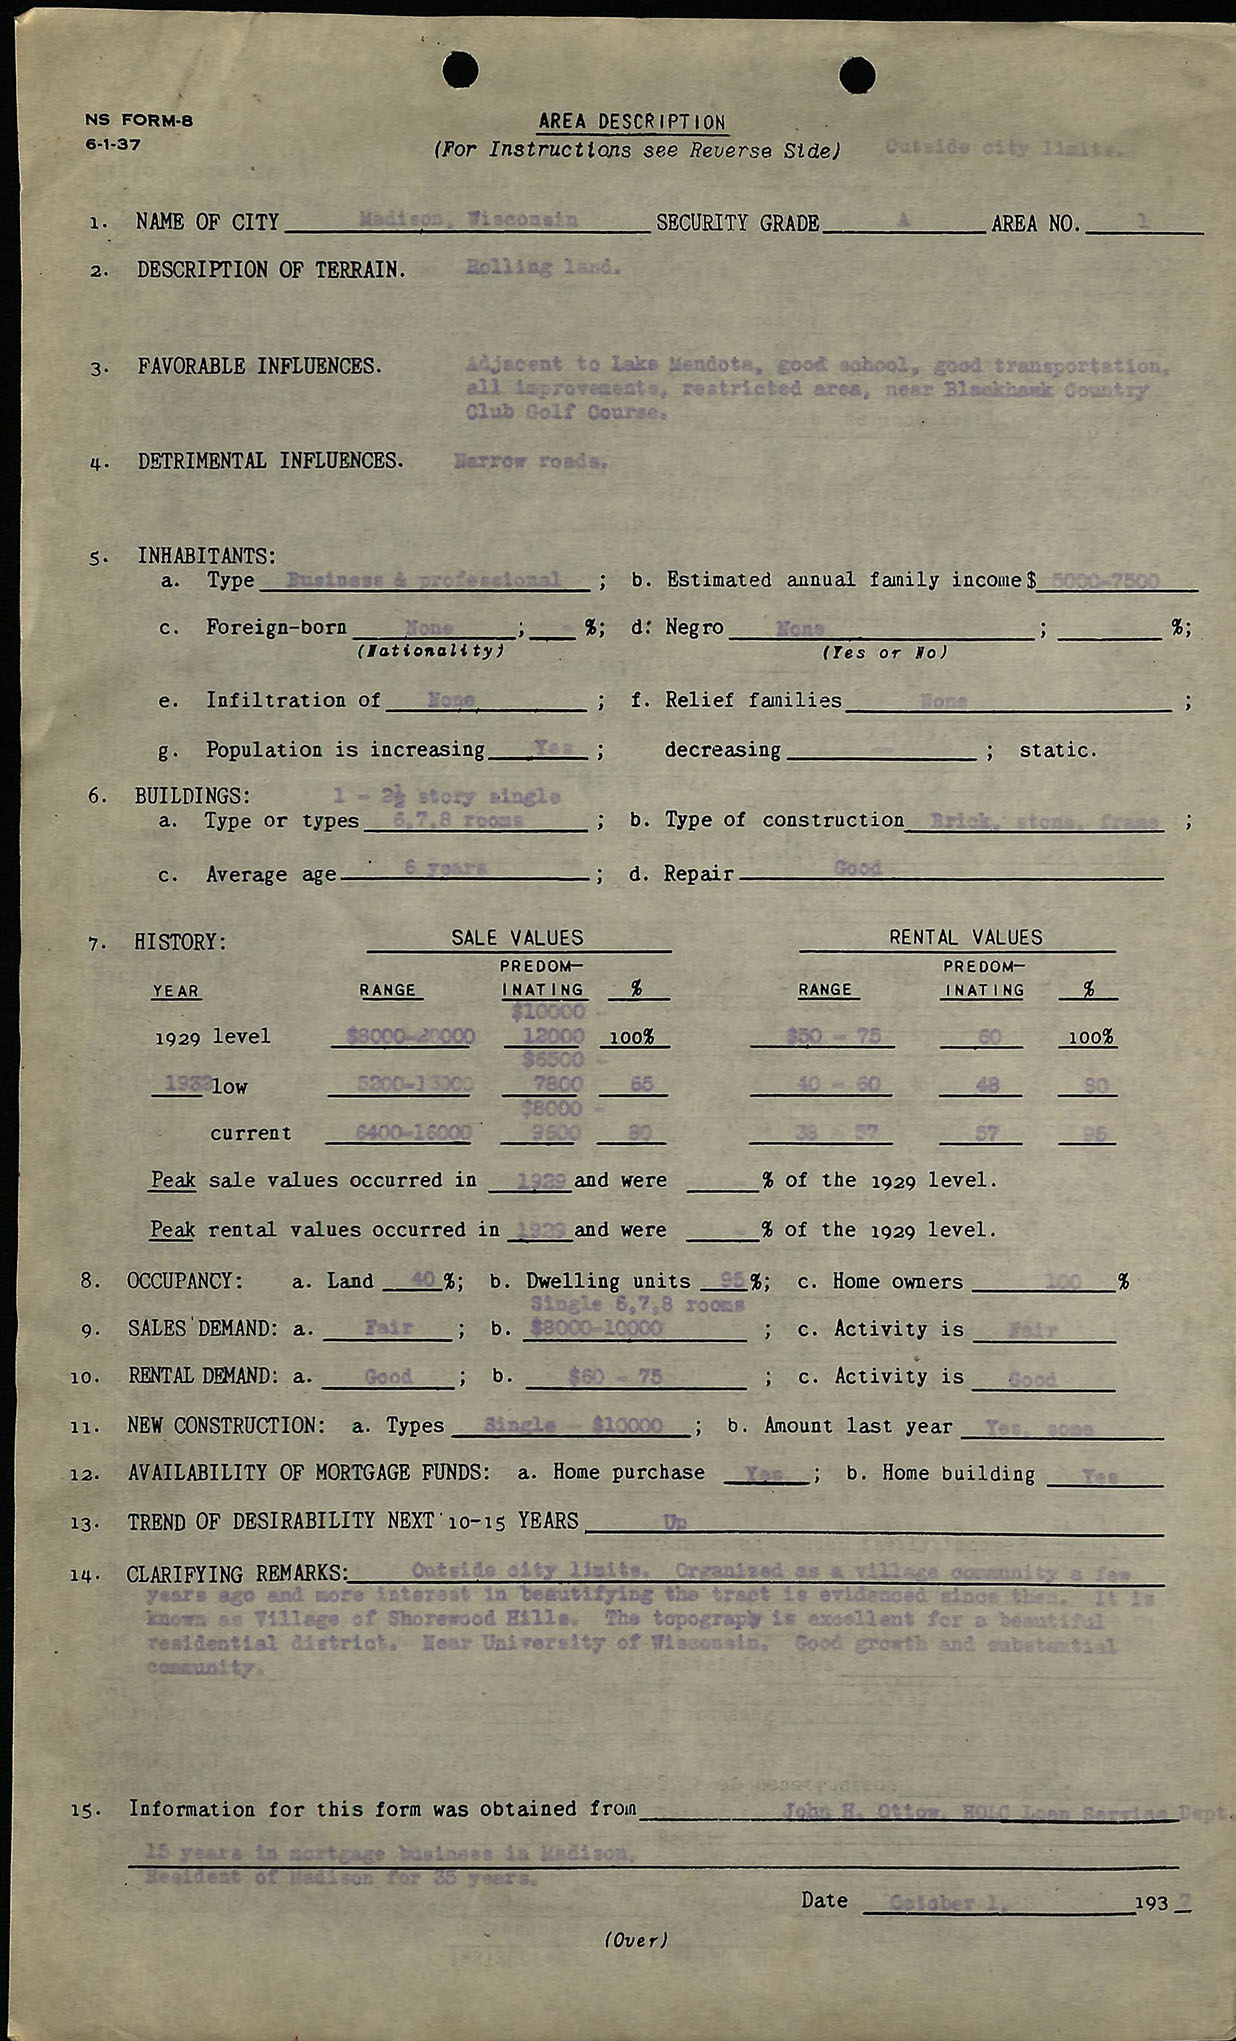 NS FORM-8
6-1-37
AREA DESCRIPTION
(For Instructions see Reverse Side) Outside city limits.
1. NAME OF CITY Madison, Wisconsin SECURITY GRADE A AREA NO. 1
2. DESCRIPTION OF TERRAIN. Rolling land.
3. FAVORABLE INFLUENCES. Adjacent to Lake Mendota, good school, good transportation,
all improvements, restricted area, near Blackhawk Country
Club Golf Course.
4. DETRIMENTAL INFLUENCES. Narrow roads.
5. INHABITANTS:
a. Type Business & professional ; b. Estimated annual family income $ 5000-7500
c. Foreign-born None ; %; d. Negro None ; %;
(Nationality) (Yes or No)
e. Infiltration of None ; f. Relief families None ;
g. Population is increasing Yes ; decreasing ; static.
6. BUILDINGS: 1 - 2½ story single
a. Type or types 6,7,8 rooms ; b. Type of construction Brick, stone, frame ;
c. Average age 6 years ; d. Repair Good
7. HISTORY: SALE VALUES RENTAL VALUES
PREDOM- PREDOM-
YEAR RANGE INATING % RANGE INATING %
$10000 -
1929 level $8000-20000 12000 100% $50 - 75 60 100%
$6500 -
1932 low 5200-13000 7800 65 40 - 60 48 80
$8000 -
current 6400-16000 9600 80 38 - 57 57 95
Peak sale values occurred in 1929 and were % of the 1929 level.
Peak rental values occurred in 1929 and were % of the 1929 level.
8. OCCUPANCY: a. Land 40 %; b. Dwelling units 95 %; c. Home owners 100 %
Single 6,7,8 rooms
9. SALES DEMAND: a. Fair ; b. $8000-10000 ; c. Activity is Fair
10. RENTAL DEMAND: a. Good ; b. $60 - 75 ; c. Activity is Good
11. NEW CONSTRUCTION: a. Types Single - $10000 ; b. Amount last year Yes, some
12. AVAILABILITY OF MORTGAGE FUNDS: a. Home purchase Yes ; b. Home building Yes
13. TREND OF DESIRABILITY NEXT 10-15 YEARS Up
14. CLARIFYING REMARKS: Outside city limits. Organized as a village community a few
years ago and more interest in beautifying the tract is evidenced since then. It is
known as Village of Shorewood Hills. The topography is excellent for a beautiful
residential district. Near University of Wisconsin. Good growth and substantial
community.
15. Information for this form was obtained from John H. Ottow, HOLC Loan Service Dept.
15 years in mortgage business in Madison,
Resident of Madison for 35 years.
Date October 1, 1937
(Over)